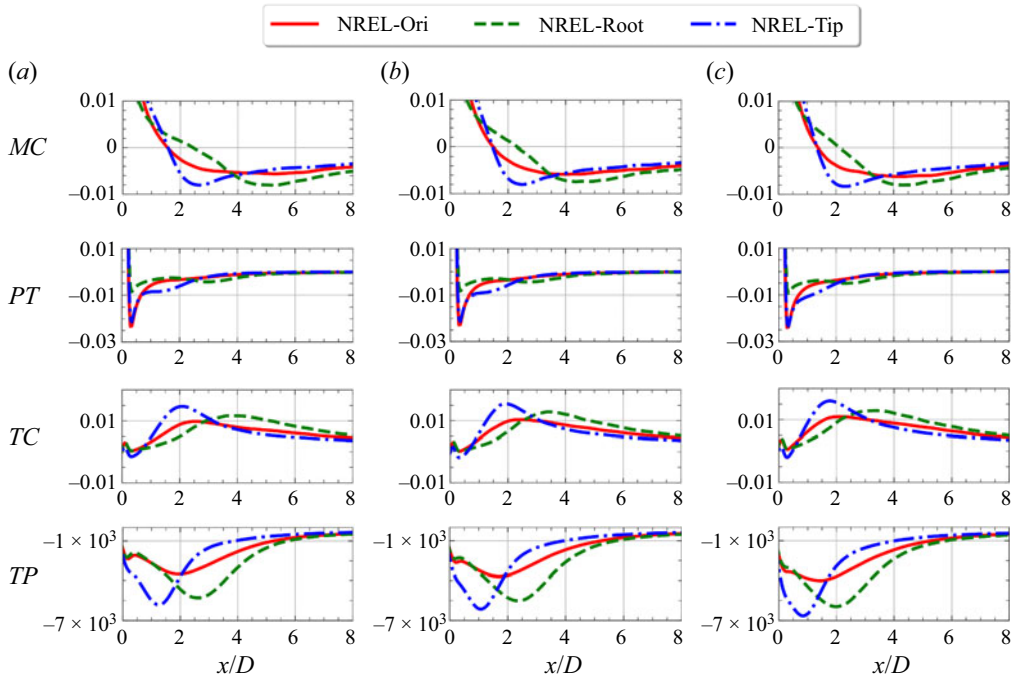 NREL-Ori NREL-Root NREL-Tip
(a) (b) (c)
MC
0.01 0.01 0.01
0 0 0
–0.01 –0.01 –0.01
0 2 4 6 8 0 2 4 6 8 0 2 4 6 8
PT
0.01 0.01 0.01
–0.01 –0.01 –0.01
–0.03 –0.03 –0.03
0 2 4 6 8 0 2 4 6 8 0 2 4 6 8
TC
0.01 0.01 0.01
–0.01 –0.01 –0.01
0 2 4 6 8 0 2 4 6 8 0 2 4 6 8
TP
–1 × 10³ –1 × 10³ –1 × 10³
–7 × 10³ –7 × 10³ –7 × 10³
0 2 4 6 8 0 2 4 6 8 0 2 4 6 8
x/D x/D x/D